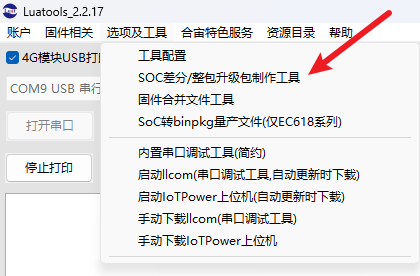 Luatools_2.2.17
账户 固件相关 选项及工具 合宙特色服务 资源目录 帮助
4G模块USB打
COM9 USB 串行
打开串口
停止打印
工具配置
SOC差分/整包升级包制作工具
固件合并文件工具
SoC转binpkg量产文件(仅EC618系列)
内置串口调试工具(简约)
启动llcom(串口调试工具,自动更新时下载)
启动IoTPower上位机(自动更新时下载)
手动下载llcom(串口调试工具)
手动下载IoTPower上位机